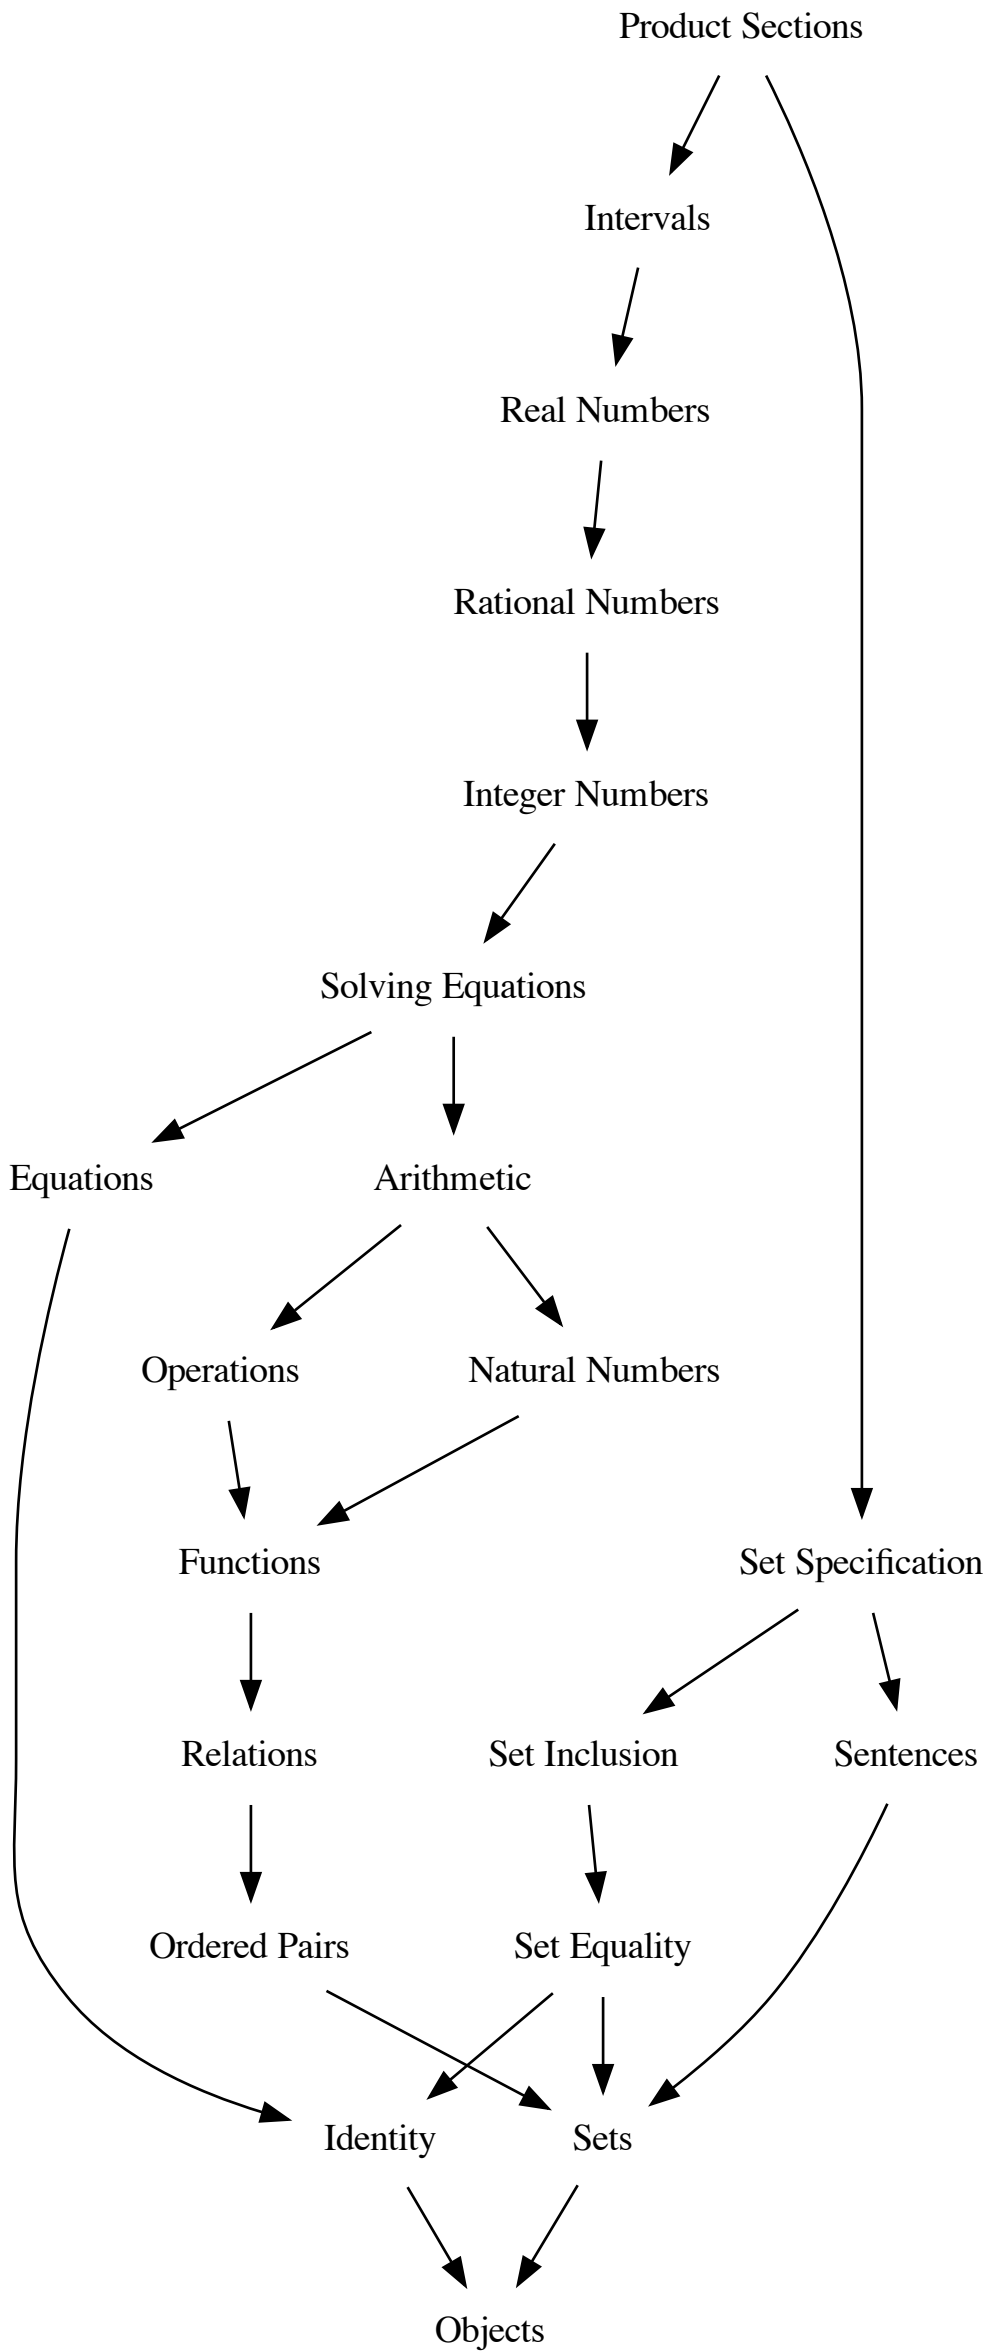 Product Sections
Intervals
Real Numbers
Rational Numbers
Integer Numbers
Solving Equations
Equations
Arithmetic
Operations
Natural Numbers
Functions
Set Specification
Relations
Set Inclusion
Sentences
Ordered Pairs
Set Equality
Identity
Sets
Objects